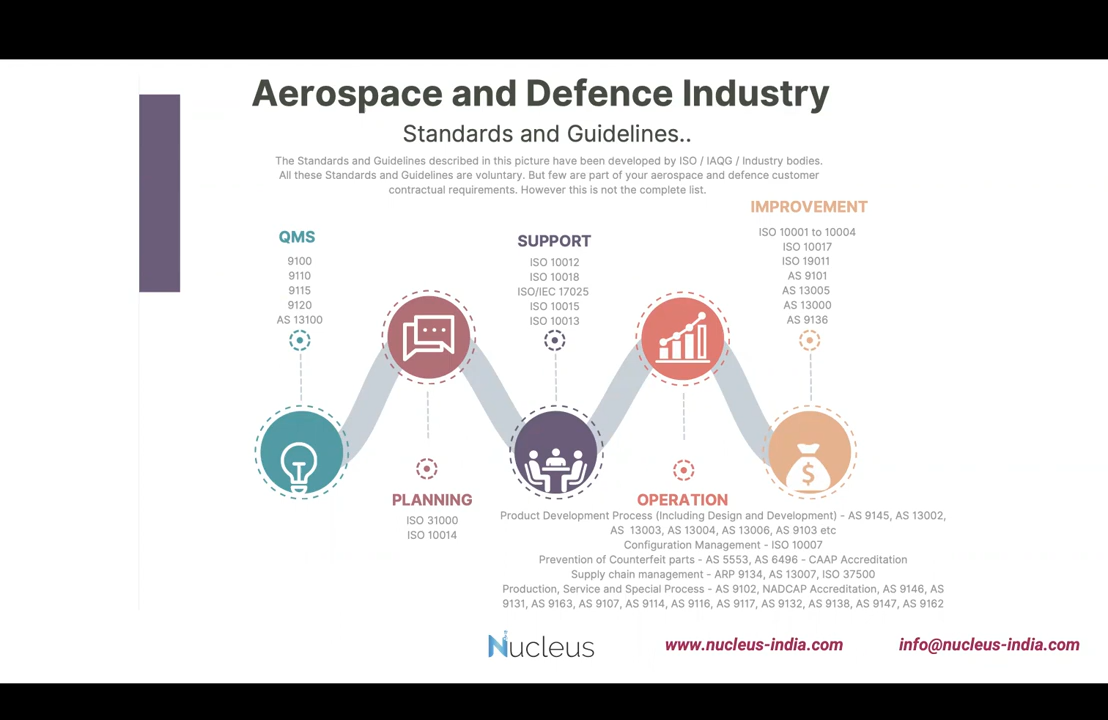 Aerospace and Defence Industry
Standards and Guidelines..
The Standards and Guidelines described in this picture have been developed by ISO / IAQG / Industry bodies.
All these Standards and Guidelines are voluntary. But few are part of your aerospace and defence customer
contractual requirements. However this is not the complete list.
QMS
9100
9110
9115
9120
AS 13100
PLANNING
ISO 31000
ISO 10014
SUPPORT
ISO 10012
ISO 10018
ISO/IEC 17025
ISO 10015
ISO 10013
OPERATION
Product Development Process (Including Design and Development) - AS 9145, AS 13002,
AS 13003, AS 13004, AS 13006, AS 9103 etc
Configuration Management - ISO 10007
Prevention of Counterfeit parts - AS 5553, AS 6496 - CAAP Accreditation
Supply chain management - ARP 9134, AS 13007, ISO 37500
Production, Service and Special Process - AS 9102, NADCAP Accreditation, AS 9146, AS
9131, AS 9163, AS 9107, AS 9114, AS 9116, AS 9117, AS 9132, AS 9138, AS 9147, AS 9162
IMPROVEMENT
ISO 10001 to 10004
ISO 10017
ISO 19011
AS 9101
AS 13005
AS 13000
AS 9136
$
Nucleus
www.nucleus-india.com
info@nucleus-india.com